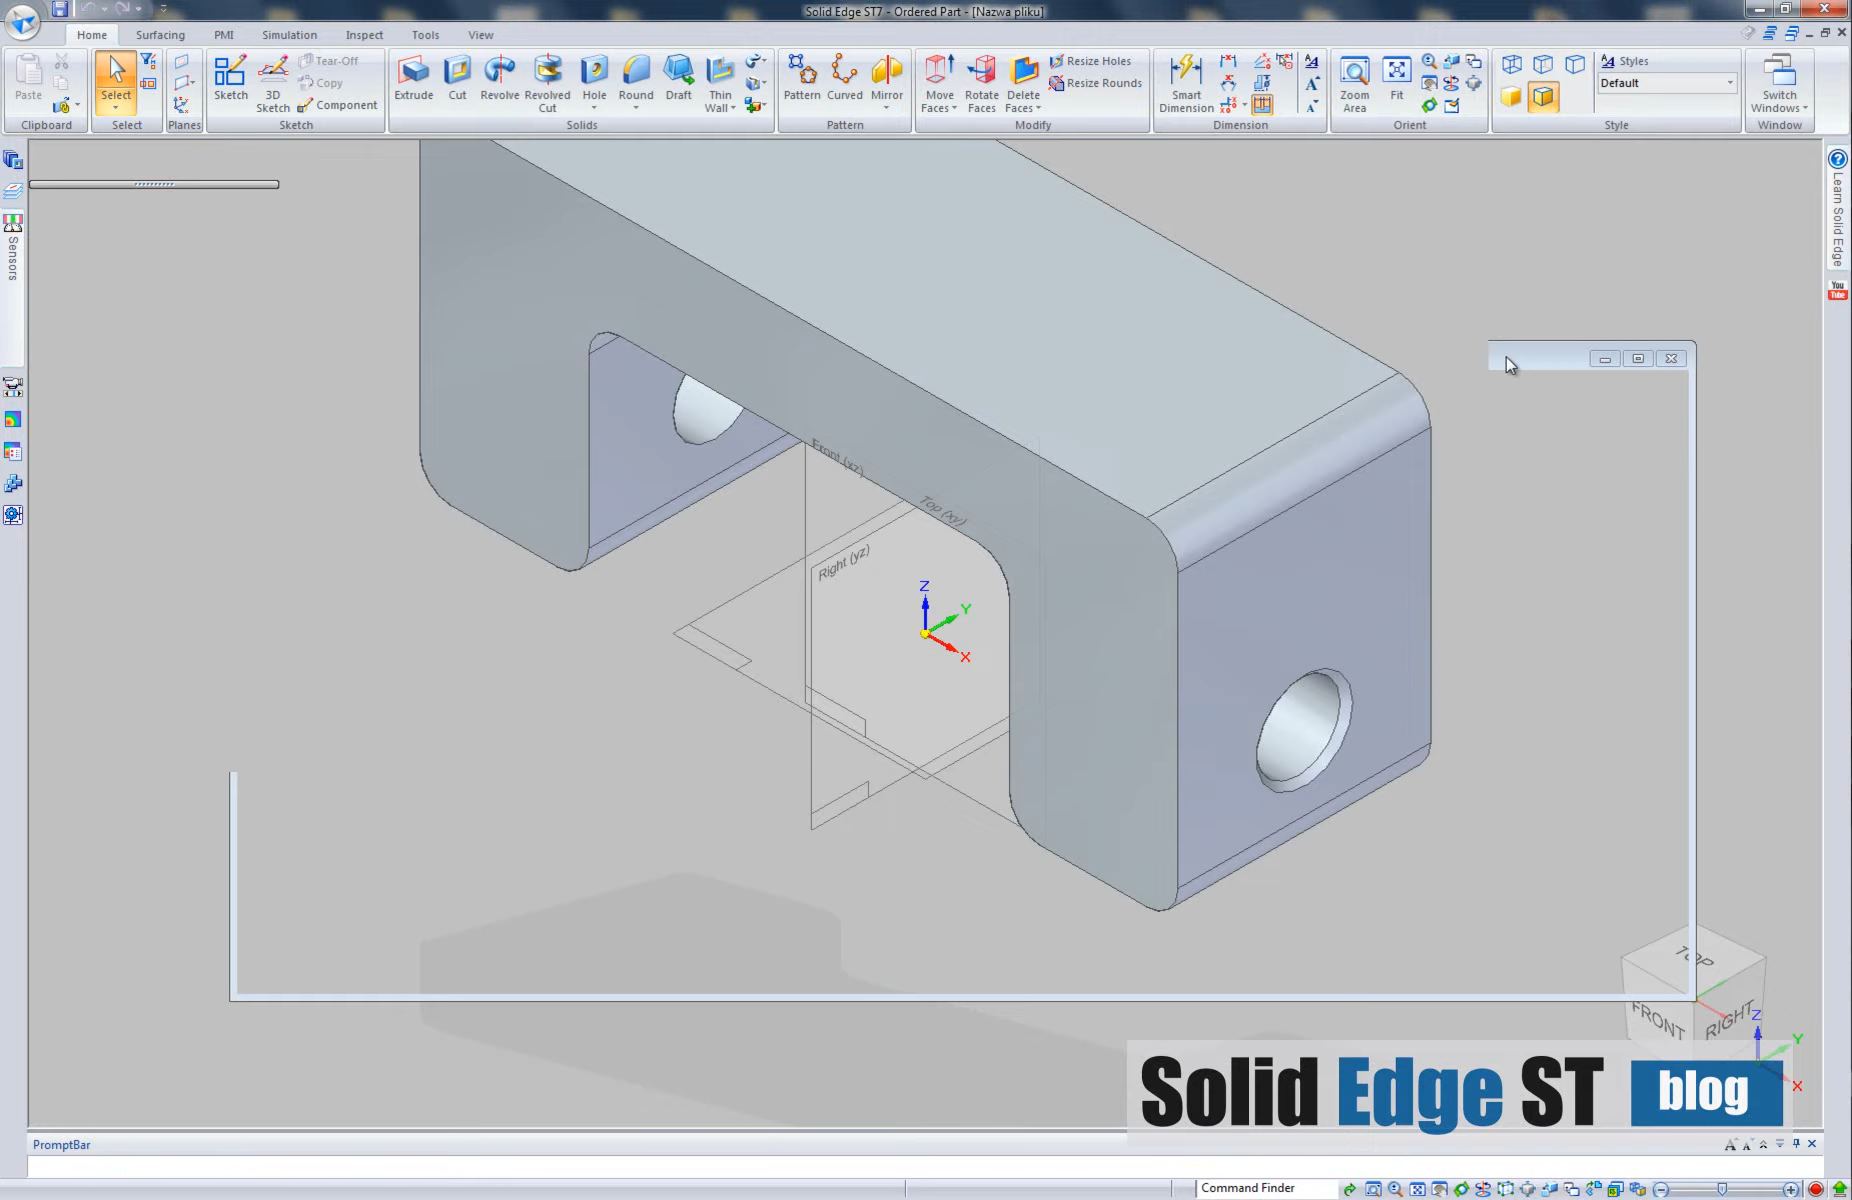 Solid Edge ST7 - Ordered Part - [Nazwa pliku]
Home Surfacing PMI Simulation Inspect Tools View
Paste
Clipboard
Select
Select
Planes
Sketch
3D Sketch
Tear-Off
Copy
Component
Sketch
Extrude
Cut
Revolve
Revolved Cut
Hole
Round
Draft
Thin Wall
Solids
Pattern
Curved
Mirror
Pattern
Move Faces
Rotate Faces
Delete Faces
Resize Holes
Resize Rounds
Modify
Smart Dimension
Dimension
Zoom Area
Fit
Orient
Styles
Default
Style
Switch Windows
Window
Sensors
Learn Solid Edge
You Tube
Front (xz)
Top (xy)
Right (yz)
Z
Y
X
TOP
FRONT
RIGHT
Z
Y
X
Solid Edge ST blog
PromptBar
Command Finder